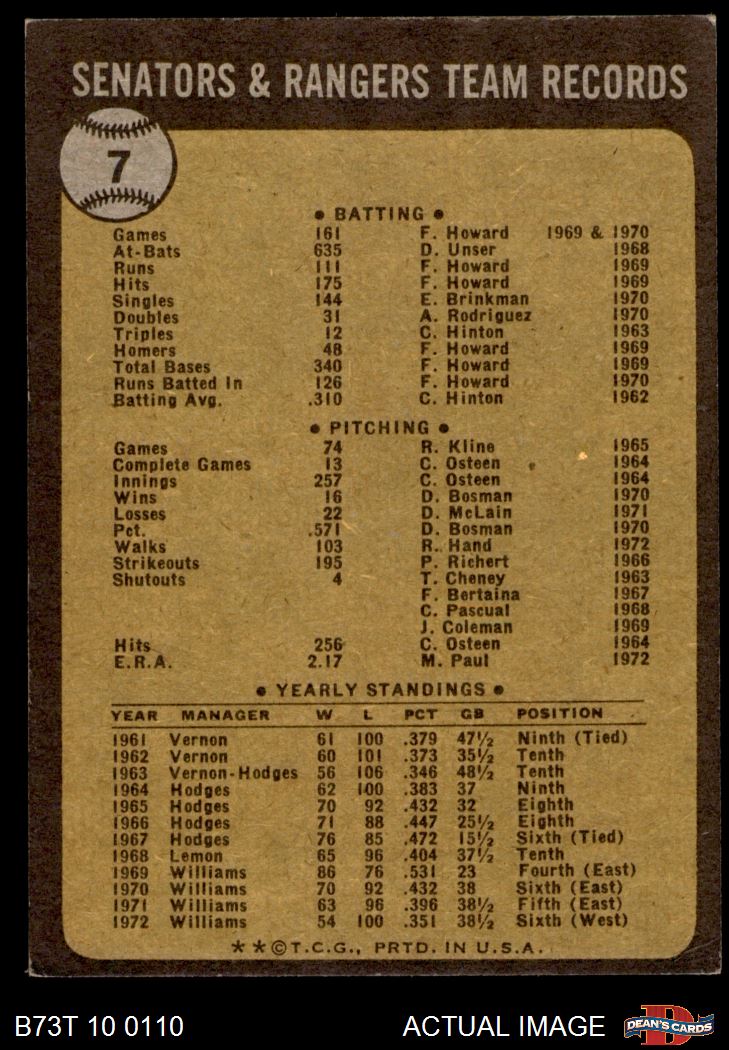 SENATORS & RANGERS TEAM RECORDS
7
• BATTING •
Games 161 F. Howard 1969 & 1970
At-Bats 635 D. Unser 1968
Runs 111 F. Howard 1969
Hits 175 F. Howard 1969
Singles 144 E. Brinkman 1970
Doubles 31 A. Rodriguez 1970
Triples 12 C. Hinton 1963
Homers 48 F. Howard 1969
Total Bases 340 F. Howard 1969
Runs Batted In 126 F. Howard 1970
Batting Avg. .310 C. Hinton 1962
• PITCHING •
Games 74 R. Kline 1965
Complete Games 13 C. Osteen 1964
Innings 257 C. Osteen 1964
Wins 16 D. Bosman 1970
Losses 22 D. McLain 1971
Pct. .571 D. Bosman 1970
Walks 103 R. Hand 1972
Strikeouts 195 P. Richert 1966
Shutouts 4 T. Cheney 1963
F. Bertaina 1967
C. Pascual 1968
J. Coleman 1969
Hits 256 C. Osteen 1964
E.R.A. 2.17 M. Paul 1972
• YEARLY STANDINGS •
YEAR MANAGER W L PCT GB POSITION
1961 Vernon 61 100 .379 47½ Ninth (Tied)
1962 Vernon 60 101 .373 35½ Tenth
1963 Vernon-Hodges 56 106 .346 48½ Tenth
1964 Hodges 62 100 .383 37 Ninth
1965 Hodges 70 92 .432 32 Eighth
1966 Hodges 71 88 .447 25½ Eighth
1967 Hodges 76 85 .472 15½ Sixth (Tied)
1968 Lemon 65 96 .404 37½ Tenth
1969 Williams 86 76 .531 23 Fourth (East)
1970 Williams 70 92 .432 38 Sixth (East)
1971 Williams 63 96 .396 38½ Fifth (East)
1972 Williams 54 100 .351 38½ Sixth (West)
* * © T.C.G., PRTD. IN U.S.A.
B73T 10 0110 ACTUAL IMAGE
D
DEAN'S CARDS